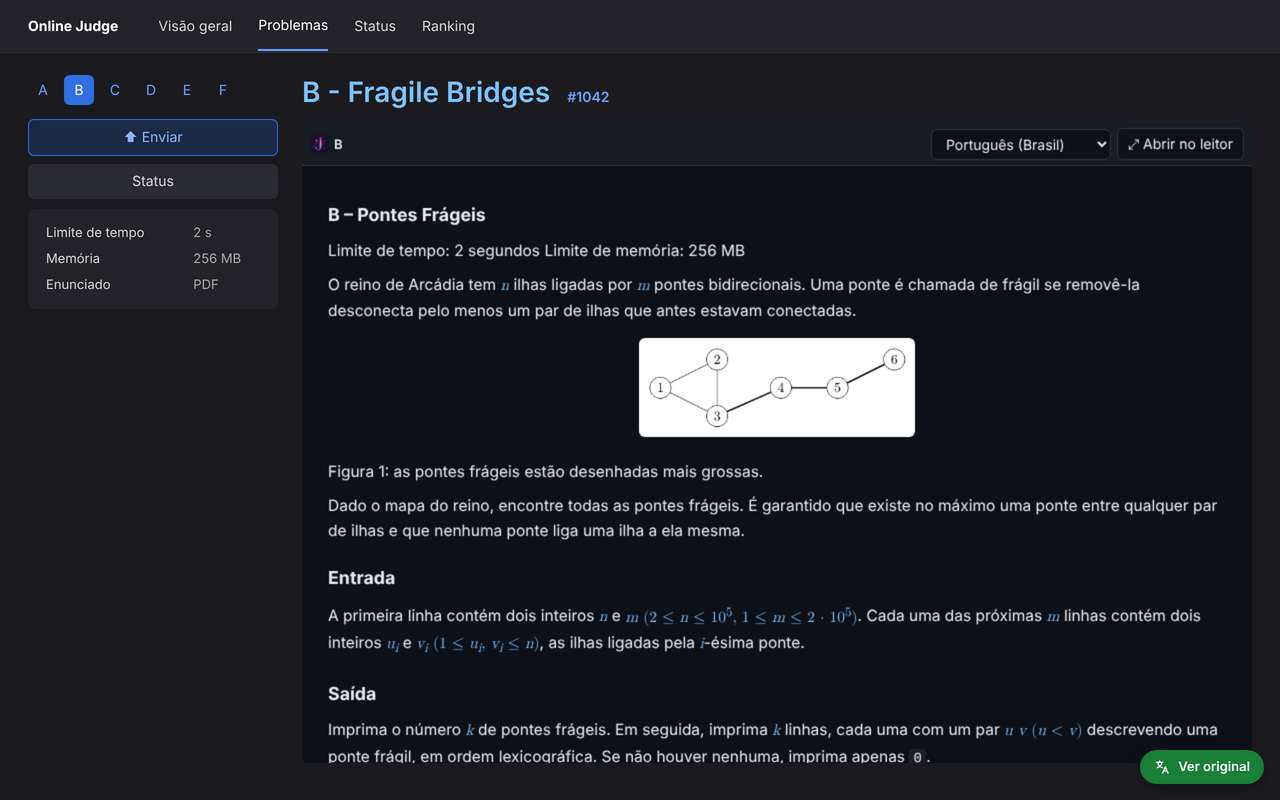 Online Judge Visão geral Problemas Status Ranking
A B C D E F
Enviar
Status
Limite de tempo 2 s
Memória 256 MB
Enunciado PDF
B - Fragile Bridges #1042
B Português (Brasil) Abrir no leitor
B – Pontes Frágeis
Limite de tempo: 2 segundos Limite de memória: 256 MB
O reino de Arcádia tem n ilhas ligadas por m pontes bidirecionais. Uma ponte é chamada de frágil se removê-la
desconecta pelo menos um par de ilhas que antes estavam conectadas.
1 2 3 4 5 6
Figura 1: as pontes frágeis estão desenhadas mais grossas.
Dado o mapa do reino, encontre todas as pontes frágeis. É garantido que existe no máximo uma ponte entre qualquer par
de ilhas e que nenhuma ponte liga uma ilha a ela mesma.
Entrada
A primeira linha contém dois inteiros n e m (2 ≤ n ≤ 10⁵, 1 ≤ m ≤ 2 · 10⁵). Cada uma das próximas m linhas contém dois
inteiros uᵢ e vᵢ (1 ≤ uᵢ, vᵢ ≤ n), as ilhas ligadas pela i-ésima ponte.
Saída
Imprima o número k de pontes frágeis. Em seguida, imprima k linhas, cada uma com um par u v (u < v) descrevendo uma
ponte frágil, em ordem lexicográfica. Se não houver nenhuma, imprima apenas 0.
Ver original